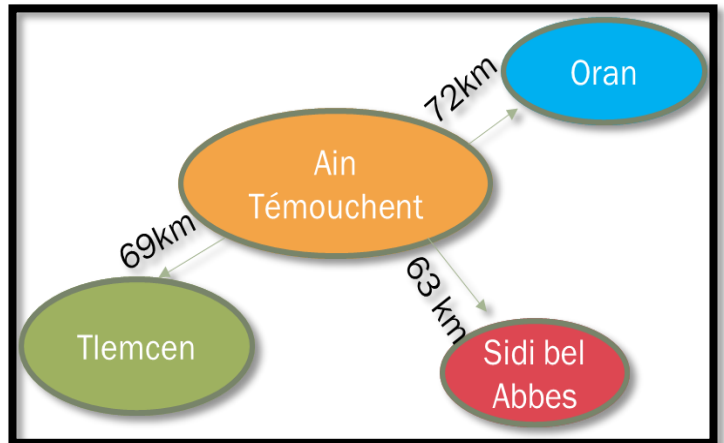 72km
Oran
Ain
Témouchent
69km
63 km
Tlemcen
Sidi bel
Abbes